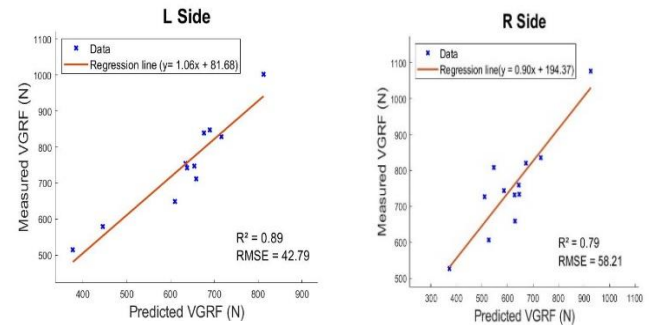 L Side
1100
1000
900
800
700
600
500
Measured VGRF (N)
Data
Regression line (y= 1.06x + 81.68)
R² = 0.89
RMSE = 42.79
400 500 600 700 800 900
Predicted VGRF (N)
R Side
1100
1000
900
800
700
600
500
Measured VGRF (N)
Data
Regression line(y = 0.90x + 194.37)
R² = 0.79
RMSE = 58.21
300 400 500 600 700 800 900 1000 1100
Predicted VGRF (N)